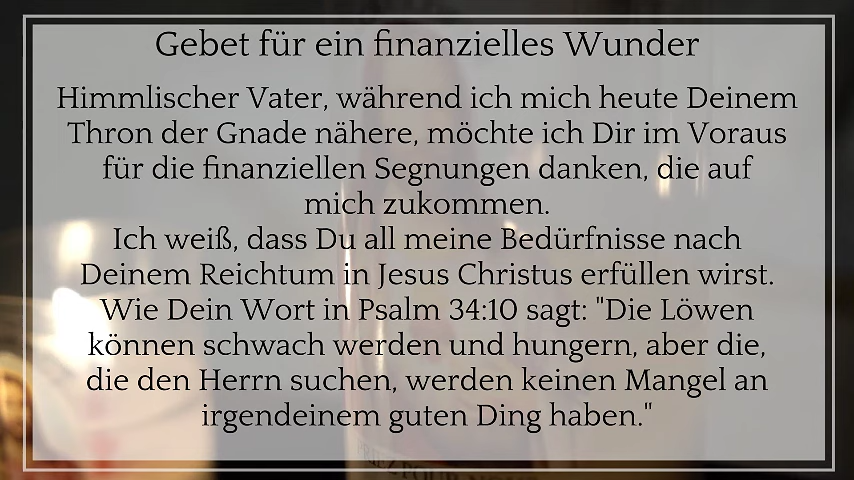 Gebet für ein finanzielles Wunder
Himmlischer Vater, während ich mich heute Deinem
Thron der Gnade nähere, möchte ich Dir im Voraus
für die finanziellen Segnungen danken, die auf
mich zukommen.
Ich weiß, dass Du all meine Bedürfnisse nach
Deinem Reichtum in Jesus Christus erfüllen wirst.
Wie Dein Wort in Psalm 34:10 sagt: "Die Löwen
können schwach werden und hungern, aber die,
die den Herrn suchen, werden keinen Mangel an
irgendeinem guten Ding haben."
PRIEZ POUR NOUS